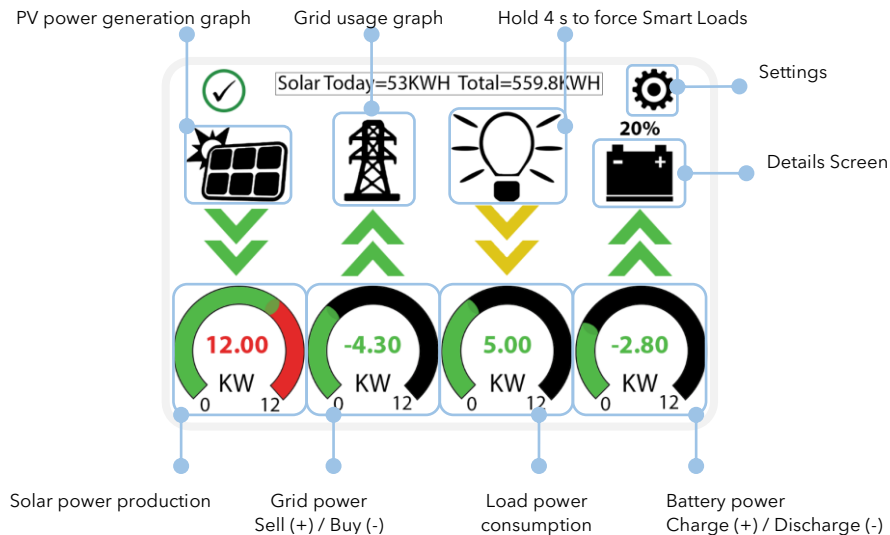 PV power generation graph
Grid usage graph
Hold 4 s to force Smart Loads
Solar Today=53KWH Total=559.8KWH
Settings
20%
- +
Details Screen
12.00
KW
0 12
-4.30
KW
0 12
5.00
KW
0 12
-2.80
KW
0 12
Solar power production
Grid power
Sell (+) / Buy (-)
Load power
consumption
Battery power
Charge (+) / Discharge (-)